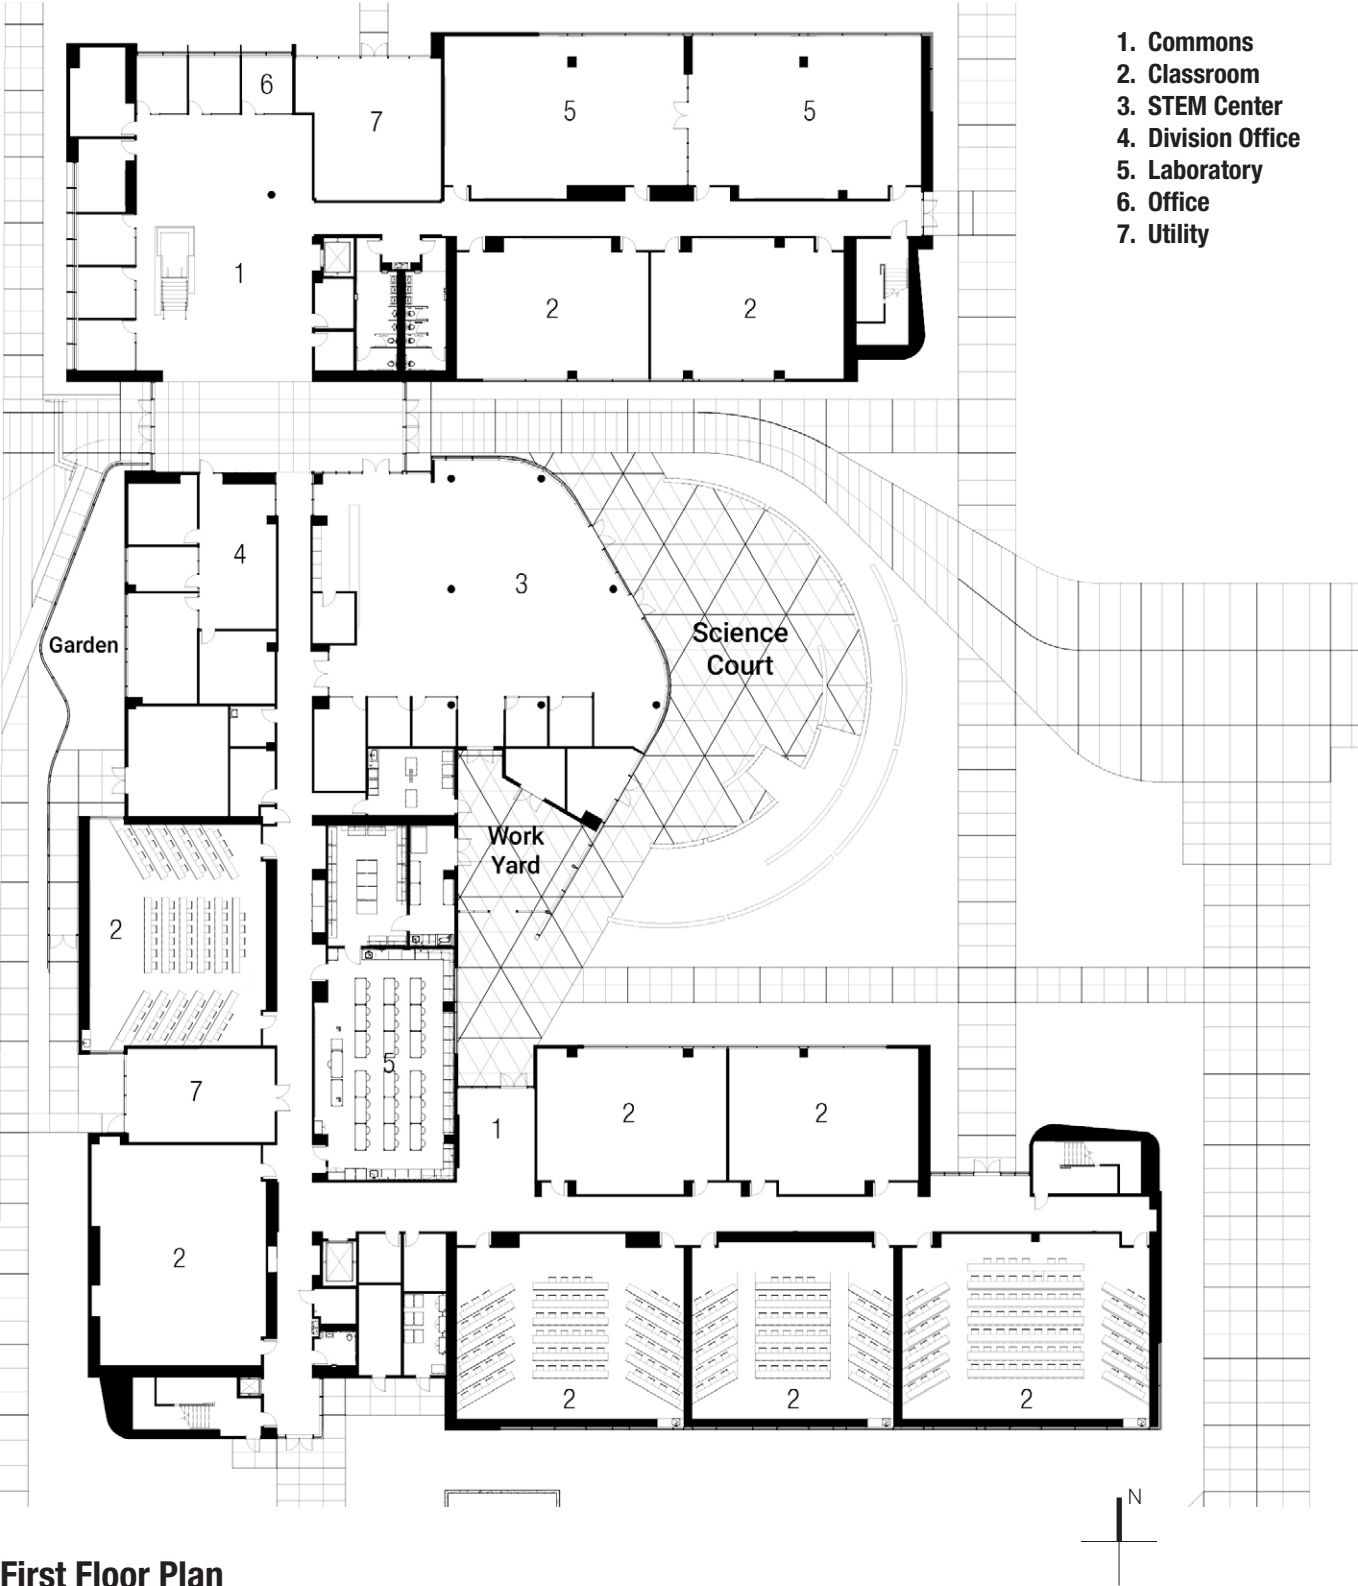 1. Commons
2. Classroom
3. STEM Center
4. Division Office
5. Laboratory
6. Office
7. Utility
6
7
5
5
1
2
2
4
3
Garden
Science
Court
Work
Yard
2
5
7
1
2
2
2
2
2
2
N
First Floor Plan